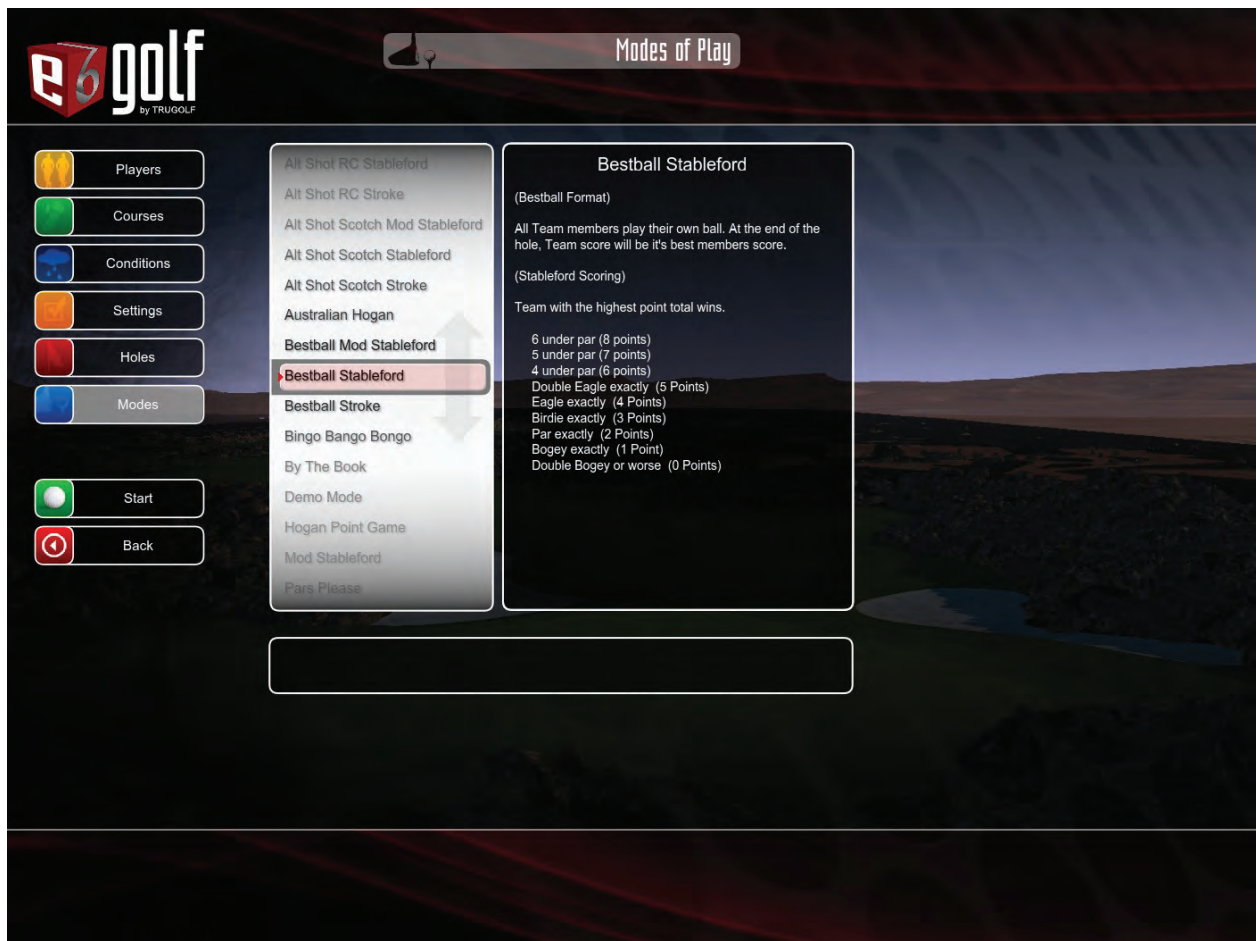 e6 golf
by TRUGOLF
Modes of Play
Players
Courses
Conditions
Settings
Holes
Modes
Start
Back
Alt Shot RC Stableford
Alt Shot RC Stroke
Alt Shot Scotch Mod Stableford
Alt Shot Scotch Stableford
Alt Shot Scotch Stroke
Australian Hogan
Bestball Mod Stableford
Bestball Stableford
Bestball Stroke
Bingo Bango Bongo
By The Book
Demo Mode
Hogan Point Game
Mod Stableford
Pars Please
Bestball Stableford
(Bestball Format)
All Team members play their own ball. At the end of the
hole, Team score will be it's best members score.
(Stableford Scoring)
Team with the highest point total wins.
6 under par (8 points)
5 under par (7 points)
4 under par (6 points)
Double Eagle exactly (5 Points)
Eagle exactly (4 Points)
Birdie exactly (3 Points)
Par exactly (2 Points)
Bogey exactly (1 Point)
Double Bogey or worse (0 Points)